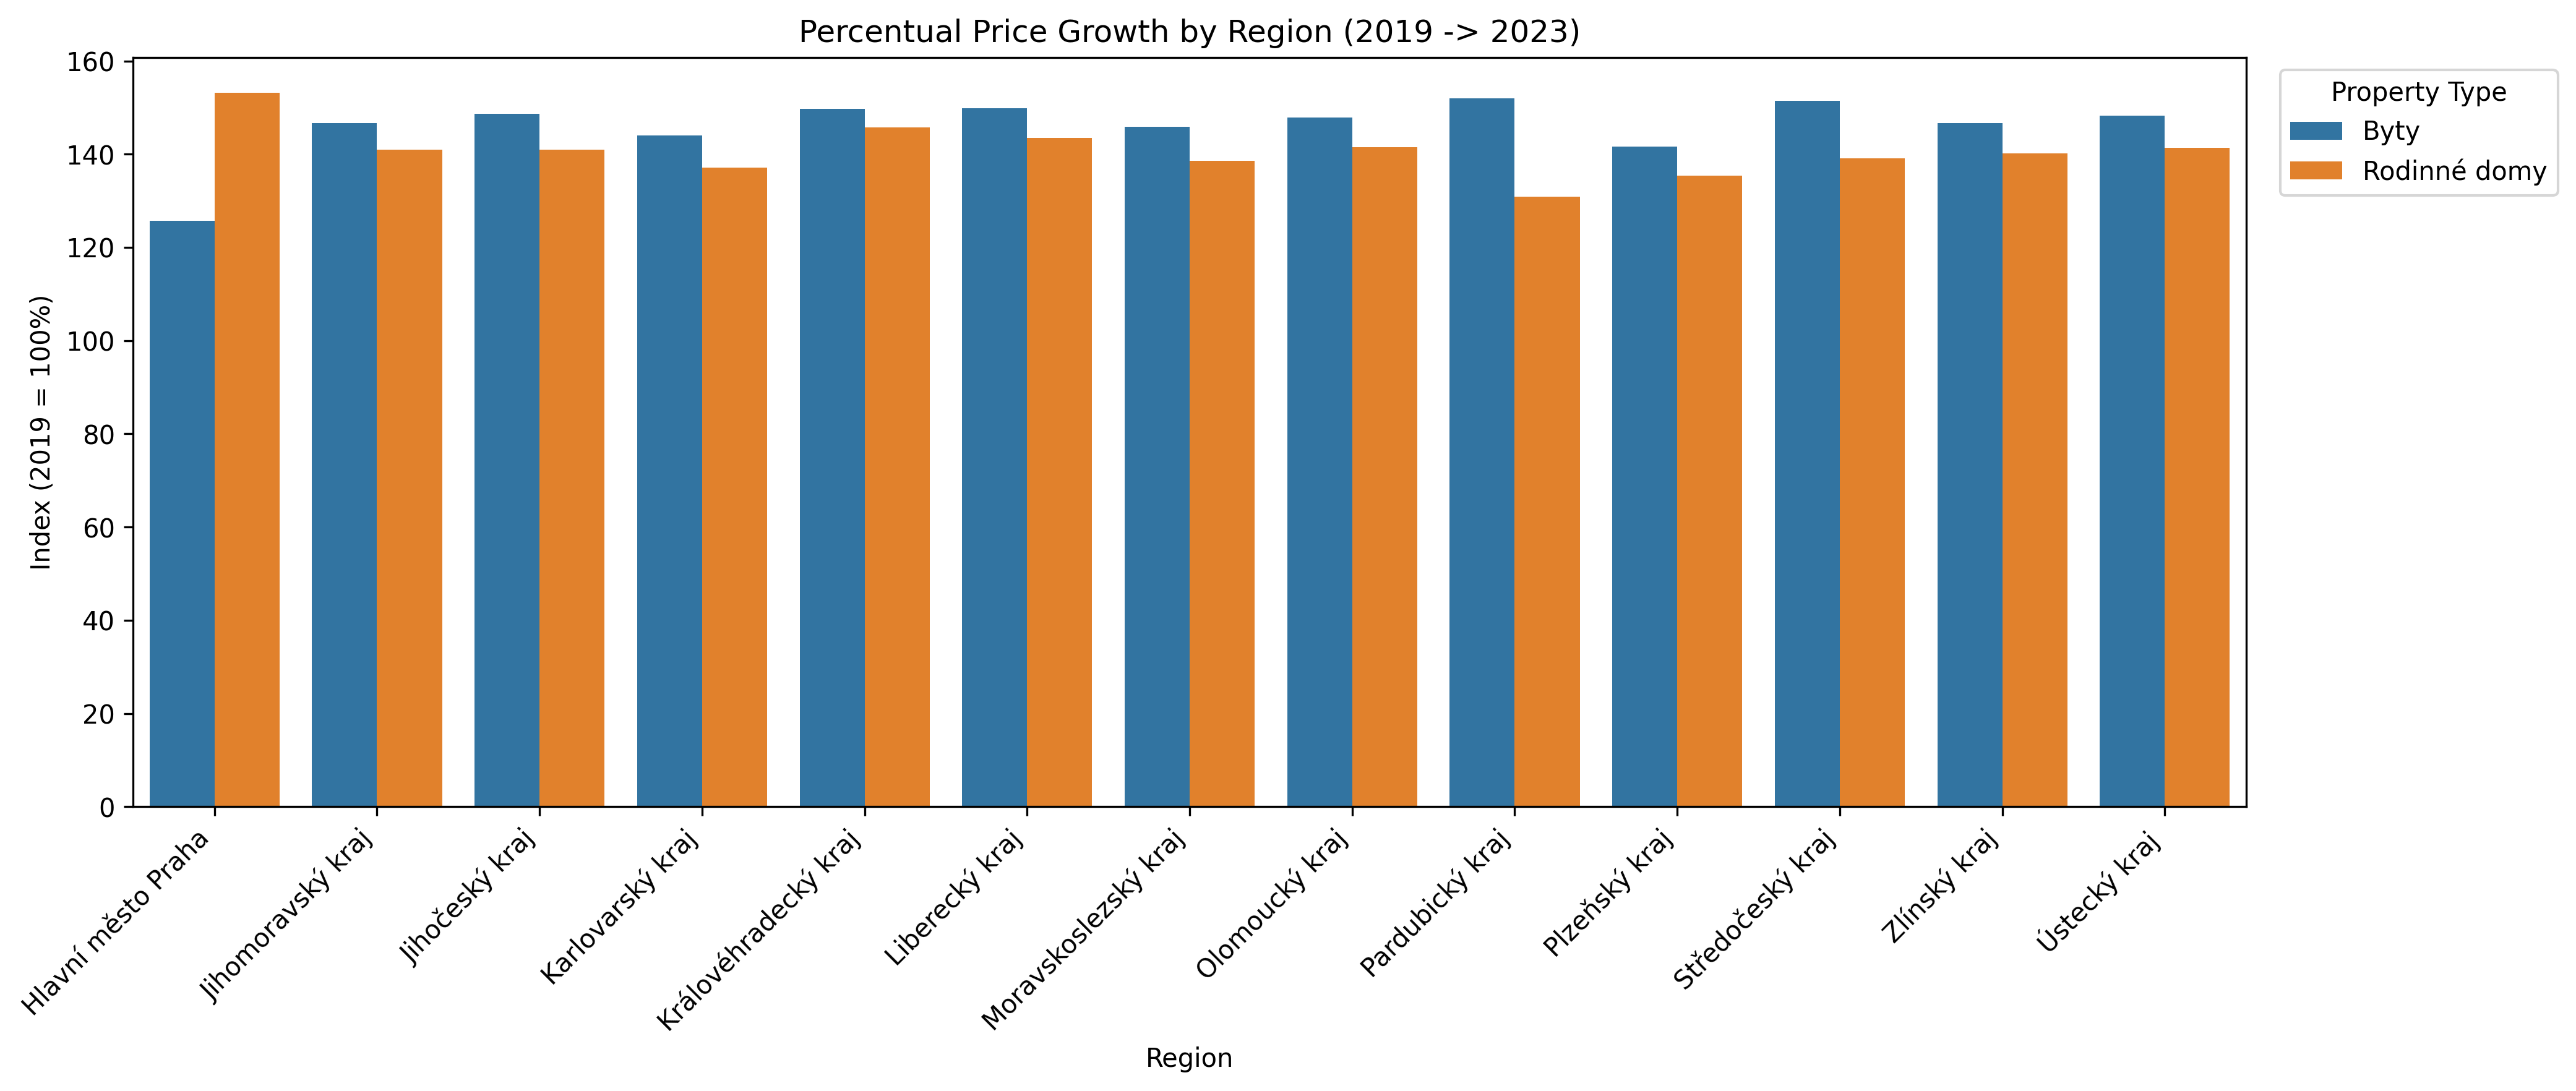 Percentual Price Growth by Region (2019 -> 2023)
160
140
120
100
80
60
40
20
0
Index (2019 = 100%)
Hlavní město Praha
Jihomoravský kraj
Jihočeský kraj
Karlovarský kraj
Královéhradecký kraj
Liberecký kraj
Moravskoslezský kraj
Olomoucký kraj
Pardubický kraj
Plzeňský kraj
Středočeský kraj
Zlínský kraj
Ústecký kraj
Region
Property Type
Byty
Rodinné domy